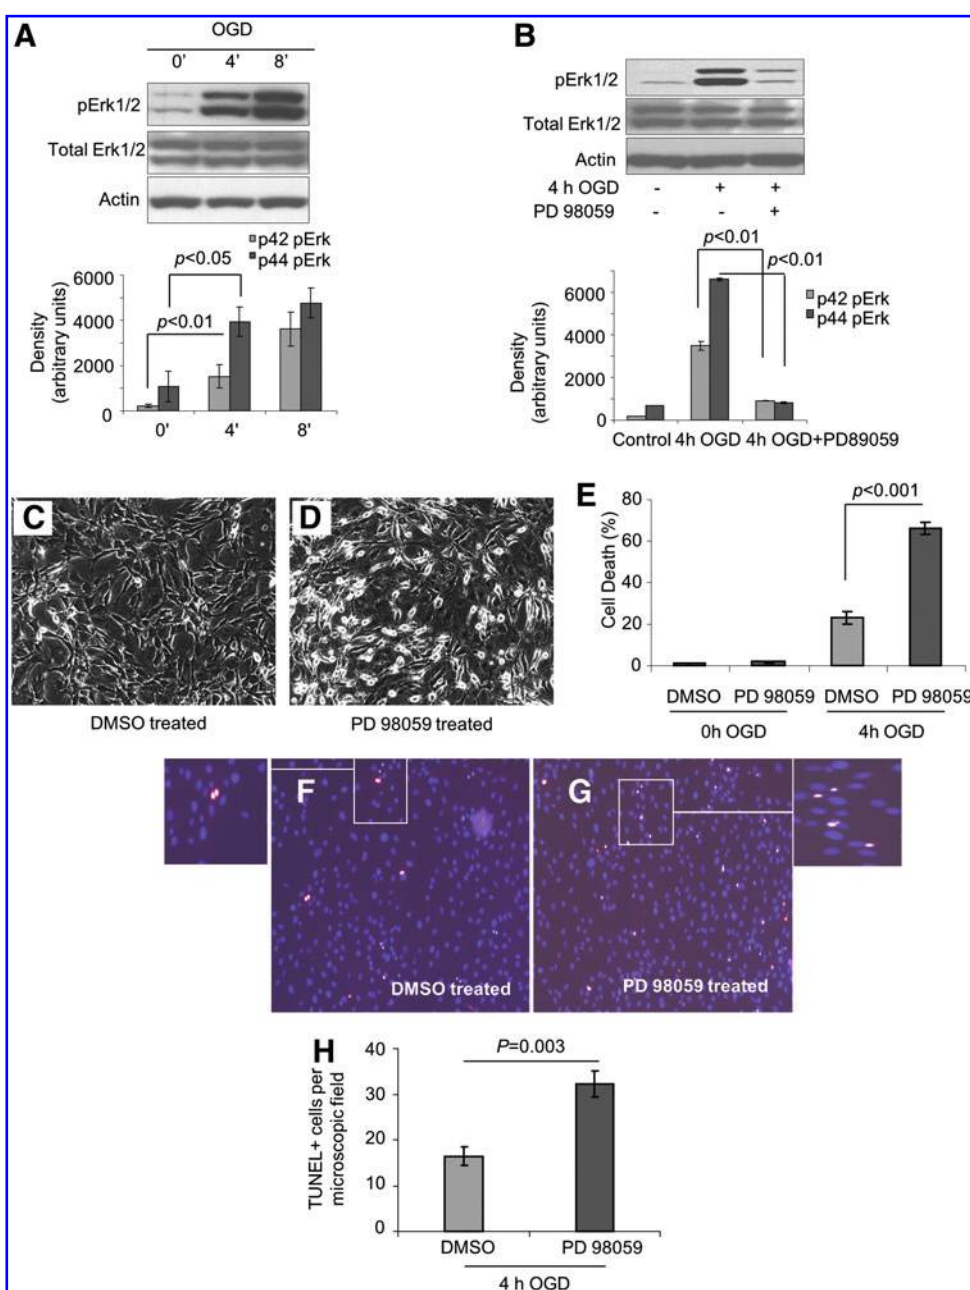 A
OGD
0' 4' 8'
pErk1/2
Total Erk1/2
Actin
p42 pErk
p44 pErk
p<0.05
p<0.01
Density
(arbitrary units)
6000
4000
2000
0
0' 4' 8'
B
pErk1/2
Total Erk1/2
Actin
4 h OGD - + +
PD 98059 - - +
p<0.01
p<0.01
p42 pErk
p44 pErk
Density
(arbitrary units)
6000
4000
2000
0
Control 4h OGD 4h OGD+PD89059
C
DMSO treated
D
PD 98059 treated
E
p<0.001
Cell Death (%)
80
60
40
20
0
DMSO PD 98059 DMSO PD 98059
0h OGD 4h OGD
F
DMSO treated
G
PD 98059 treated
H
P=0.003
TUNEL+ cells per
microscopic field
40
30
20
10
0
DMSO PD 98059
4h OGD